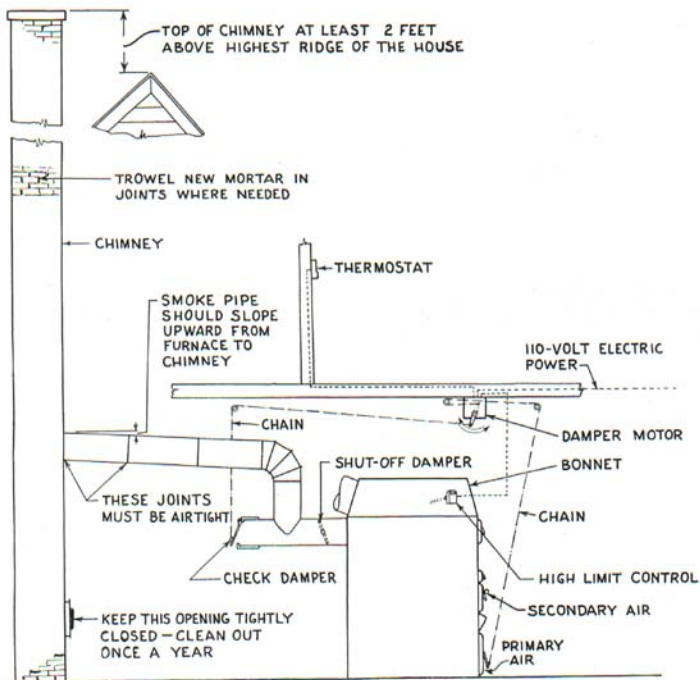 TOP OF CHIMNEY AT LEAST 2 FEET
ABOVE HIGHEST RIDGE OF THE HOUSE
TROWEL NEW MORTAR IN
JOINTS WHERE NEEDED
CHIMNEY
THERMOSTAT
SMOKE PIPE
SHOULD SLOPE
UPWARD FROM
FURNACE TO
CHIMNEY
110-VOLT ELECTRIC
POWER
CHAIN
DAMPER MOTOR
SHUT-OFF DAMPER
BONNET
THESE JOINTS
MUST BE AIRTIGHT
CHAIN
CHECK DAMPER
HIGH LIMIT CONTROL
SECONDARY AIR
KEEP THIS OPENING TIGHTLY
CLOSED — CLEAN OUT
ONCE A YEAR
PRIMARY
AIR